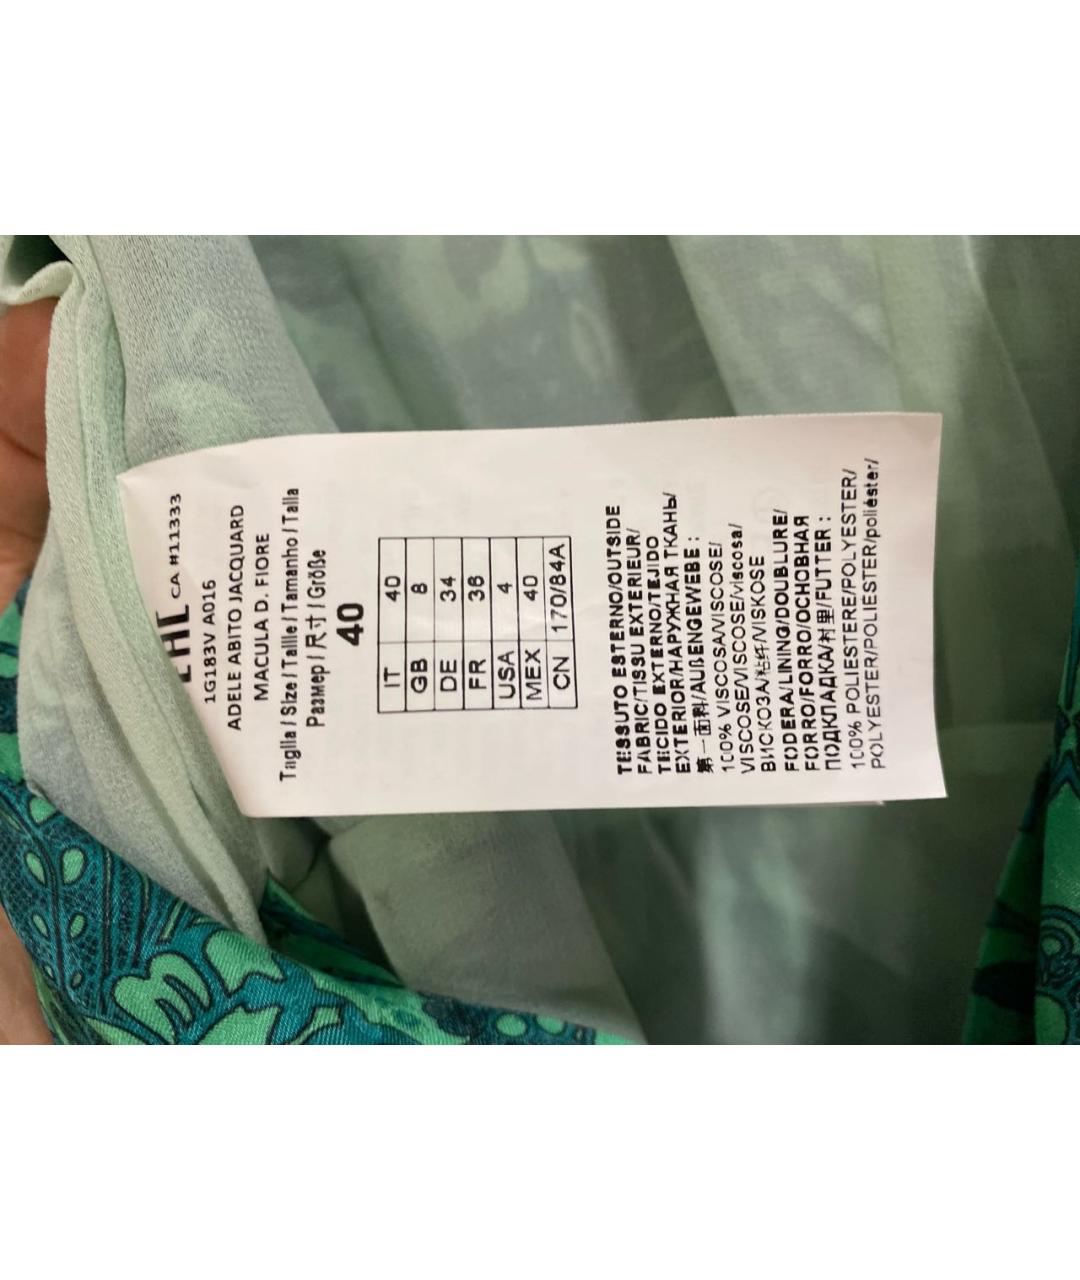 CA #11333
1G183V A016
ADELE ABITO JACQUARD
MACULA D. FIORE
Taglia / Size / Taille / Tamanho / Talla
Размер / 尺寸 / Größe
40
IT 40
GB 8
DE 34
FR 36
USA 4
MEX 40
CN 170/84A
TESSUTO ESTERNO/OUTSIDE
FABRIC/TISSU EXTERIEUR/
TECIDO EXTERNO/TEJIDO
EXTERIOR/НАРУЖНАЯ ТКАНЬ/
第一面料/AUßENGEWEBE :
100% VISCOSA/VISCOSE/
VISCOSE/VISCOSE/viscosa/
ВИСКОЗА/粘纤/VISKOSE
FODERA/LINING/DOUBLURE/
FORRO/FORRO/ОСНОВНАЯ
ПОДКЛАДКА/衬里/FUTTER :
100% POLIESTERE/POLYESTER/
POLYESTER/POLIÉSTER/poliéster/